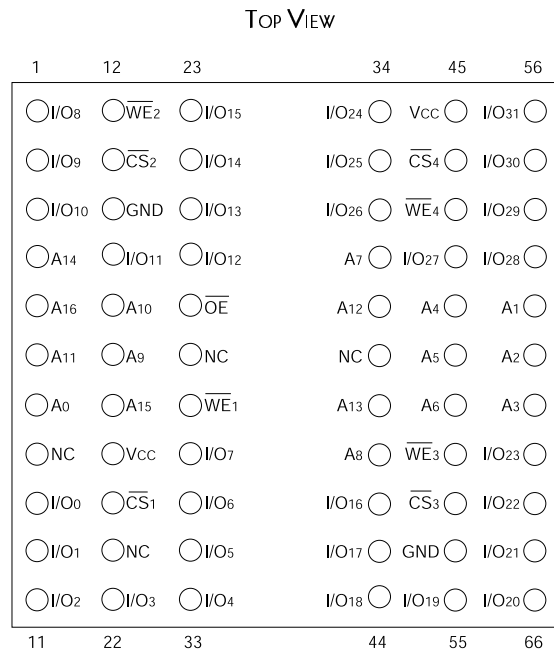 TOP VIEW
1 12 23 34 45 56
I/O8 WE2 I/O15 I/O24 VCC I/O31
I/O9 CS2 I/O14 I/O25 CS4 I/O30
I/O10 GND I/O13 I/O26 WE4 I/O29
A14 I/O11 I/O12 A7 I/O27 I/O28
A16 A10 OE A12 A4 A1
A11 A9 NC NC A5 A2
A0 A15 WE1 A13 A6 A3
NC VCC I/O7 A8 WE3 I/O23
I/O0 CS1 I/O6 I/O16 CS3 I/O22
I/O1 NC I/O5 I/O17 GND I/O21
I/O2 I/O3 I/O4 I/O18 I/O19 I/O20
11 22 33 44 55 66